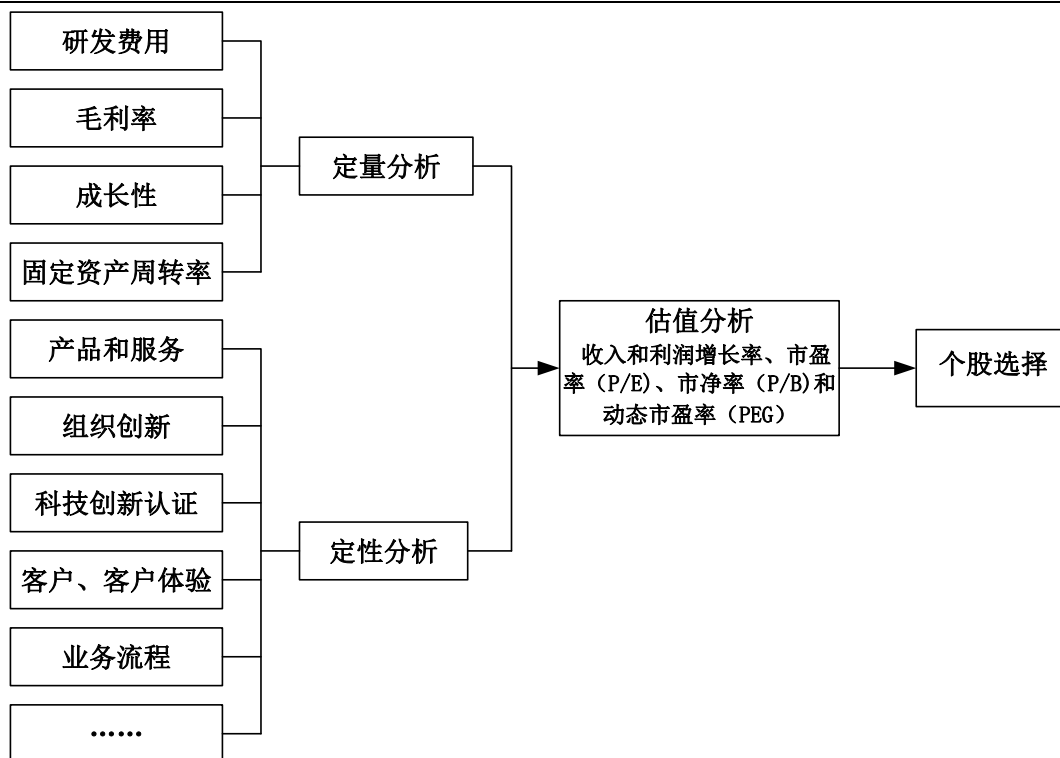 研发费用
毛利率
成长性
固定资产周转率
产品和服务
组织创新
科技创新认证
客户、客户体验
业务流程
……
定量分析
定性分析
估值分析
收入和利润增长率、市盈
率（P/E)、市净率（P/B)和
动态市盈率（PEG）
个股选择